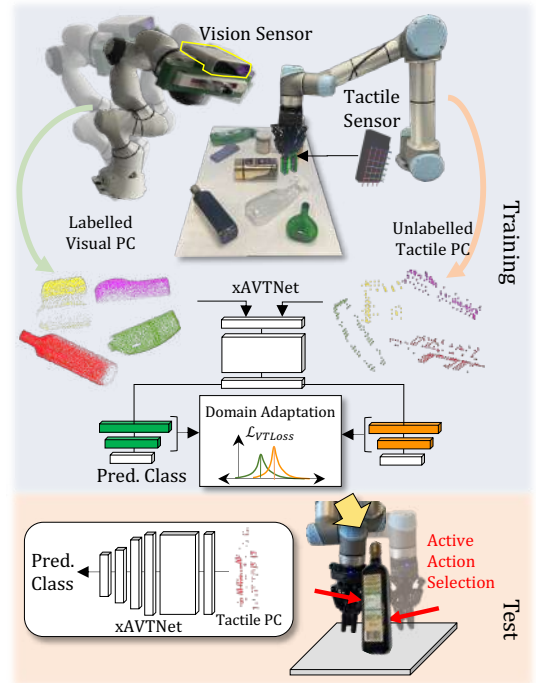 Vision Sensor
Tactile
Sensor
Labelled
Visual PC
Unlabelled
Tactile PC
Training
xAVTNet
Domain Adaptation
ℒVTLoss
Pred. Class
Pred.
Class
xAVTNet
Tactile PC
Active
Action
Selection
Test